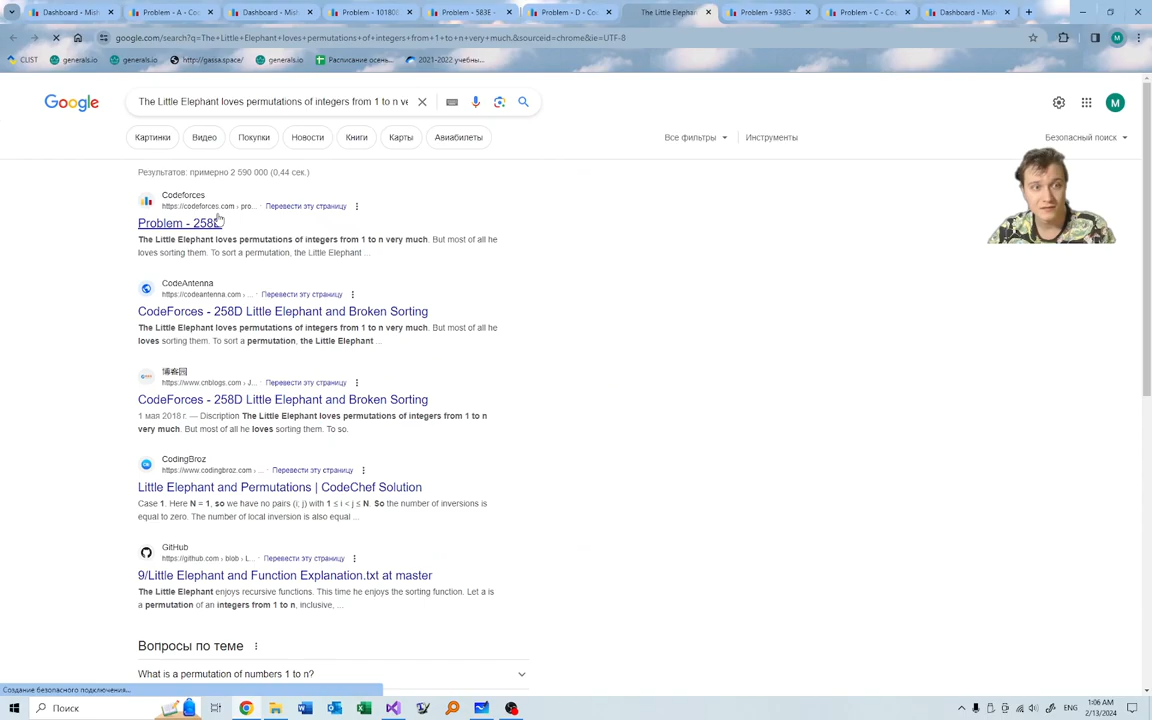 Dashboard - Mish
Problem - A - Co
Dashboard - Mish
Problem - 10180E
Problem - 583E -
Problem - D - Co
The Little Elephan
Problem - 938G -
Problem - C - Co
Dashboard - Mish
google.com/search?q=The+Little+Elephant+loves+permutations+of+integers+from+1+to+n+very+much.&sourceid=chrome&ie=UTF-8
M
CLIST
generals.io
generals.io
http://gassa.space/
generals.io
Расписание осень...
2021-2022 учебны...
Google
The Little Elephant loves permutations of integers from 1 to n ve
M
Картинки
Видео
Покупки
Новости
Книги
Карты
Авиабилеты
Все фильтры
Инструменты
Безопасный поиск
Результатов: примерно 2 590 000 (0,44 сек.)
Codeforces
https://codeforces.com › pro... · Перевести эту страницу
Problem - 258D
The Little Elephant loves permutations of integers from 1 to n very much. But most of all he
loves sorting them. To sort a permutation, the Little Elephant ...
CodeAntenna
https://codeantenna.com › ... · Перевести эту страницу
CodeForces - 258D Little Elephant and Broken Sorting
The Little Elephant loves permutations of integers from 1 to n very much. But most of all he
loves sorting them. To sort a permutation, the Little Elephant ...
博客园
https://www.cnblogs.com › J... · Перевести эту страницу
CodeForces - 258D Little Elephant and Broken Sorting
1 мая 2018 г. — Discription The Little Elephant loves permutations of integers from 1 to n
very much. But most of all he loves sorting them. To so.
CodingBroz
https://www.codingbroz.com › ... · Перевести эту страницу
Little Elephant and Permutations | CodeChef Solution
Case 1. Here N = 1, so we have no pairs (i; j) with 1 ≤ i < j ≤ N. So the number of inversions is
equal to zero. The number of local inversion is also equal ...
GitHub
https://github.com › blob › L... · Перевести эту страницу
9/Little Elephant and Function Explanation.txt at master
The Little Elephant enjoys recursive functions. This time he enjoys the sorting function. Let a is
a permutation of an integers from 1 to n, inclusive, ...
Вопросы по теме
What is a permutation of numbers 1 to n?
Создание безопасного подключения...
Поиск
ENG
1:06 AM
2/13/2024